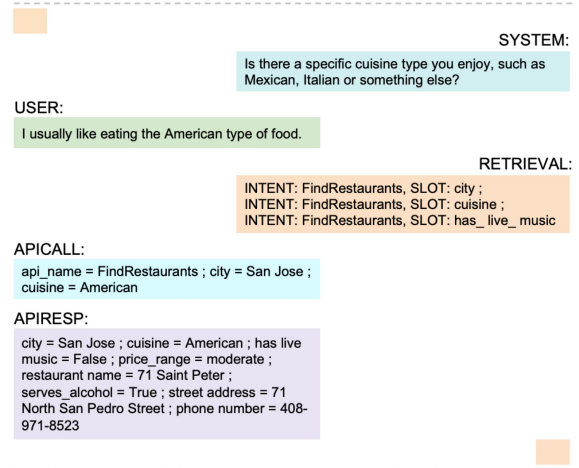 SYSTEM:
Is there a specific cuisine type you enjoy, such as
Mexican, Italian or something else?
USER:
I usually like eating the American type of food.
RETRIEVAL:
INTENT: FindRestaurants, SLOT: city ;
INTENT: FindRestaurants, SLOT: cuisine ;
INTENT: FindRestaurants, SLOT: has_ live_ music
APICALL:
api_name = FindRestaurants ; city = San Jose ;
cuisine = American
APIRESP:
city = San Jose ; cuisine = American ; has live
music = False ; price_range = moderate ;
restaurant name = 71 Saint Peter ;
serves_alcohol = True ; street address = 71
North San Pedro Street ; phone number = 408-
971-8523